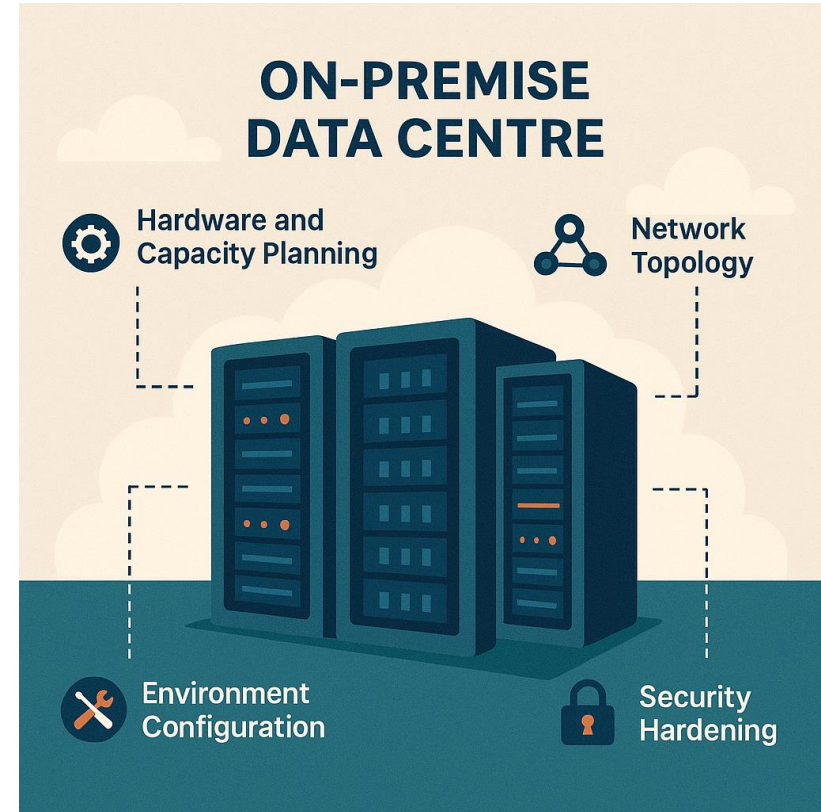 ON-PREMISE
DATA CENTRE
Hardware and
Capacity Planning
Network
Topology
Environment
Configuration
Security
Hardening